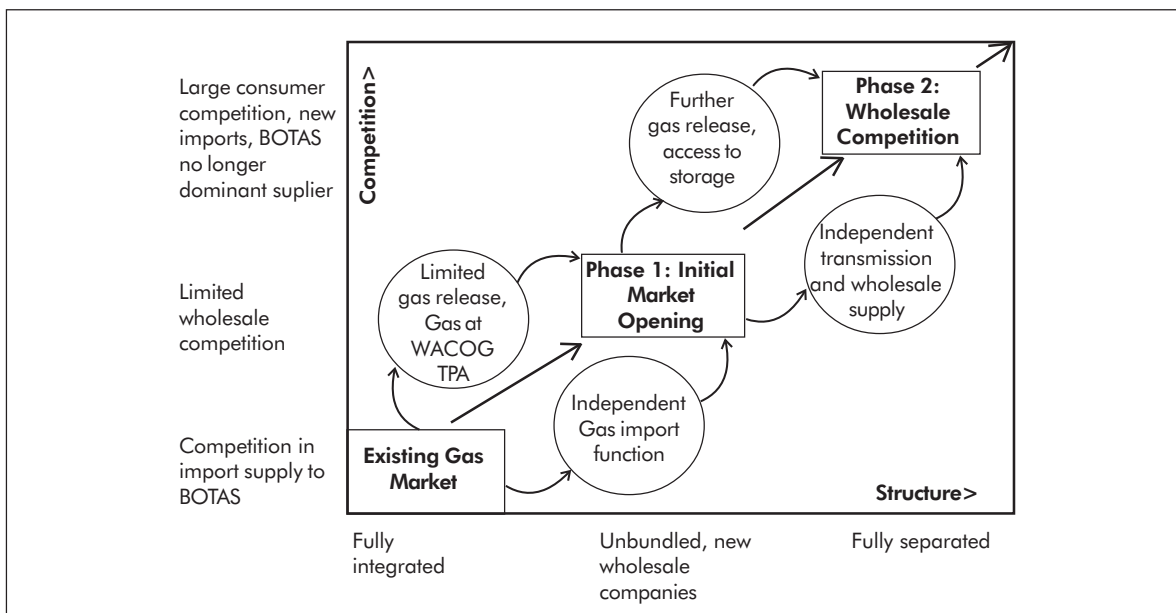 Large consumer
competition, new
imports, BOTAS
no longer
dominant suplier
Limited
wholesale
competition
Competition in
import supply to
BOTAS
Competition>
Further
gas release,
access to
storage
Phase 2:
Wholesale
Competition
Limited
gas release,
Gas at
WACOG
TPA
Phase 1: Initial
Market
Opening
Independent
transmission
and wholesale
supply
Existing Gas
Market
Independent
Gas import
function
Structure>
Fully
integrated
Unbundled, new
wholesale
companies
Fully separated